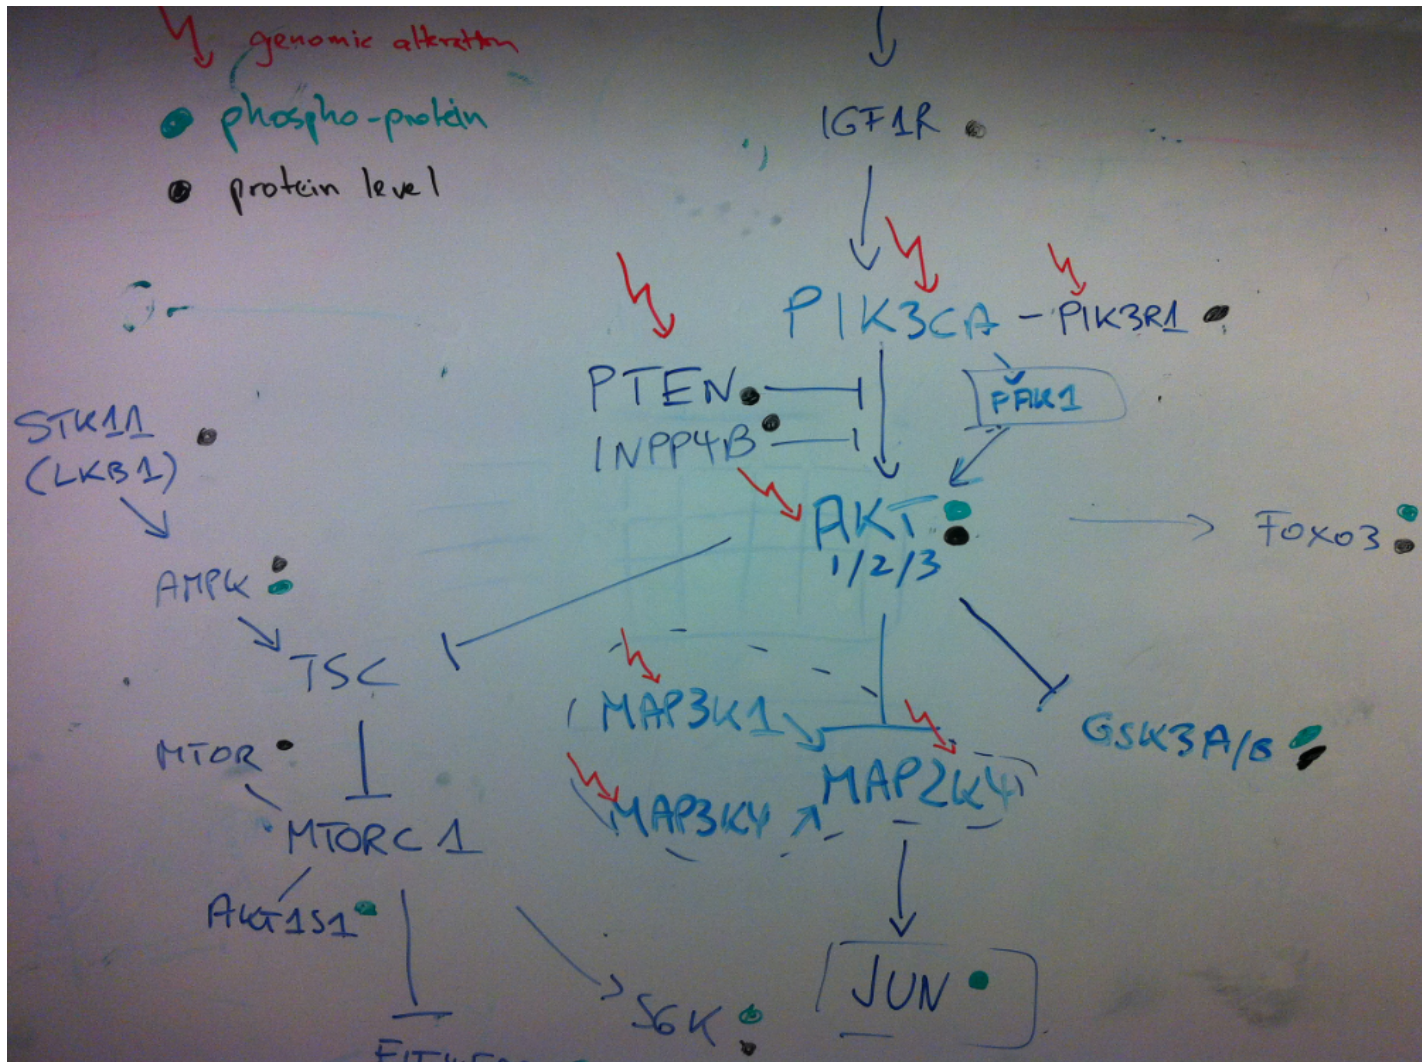 genomic alteration
phospho-protein
protein level
IGF1R
PIK3CA - PIK3R1
PTEN
PAK1
STK11
(LKB1)
INPP4B
AKT
1/2/3
FOXO3
AMPK
TSC
MAP3K1
GSK3A/B
MTOR
MAP2K4
MAP3K4
MTORC1
AKT1S1
JUN
S6K